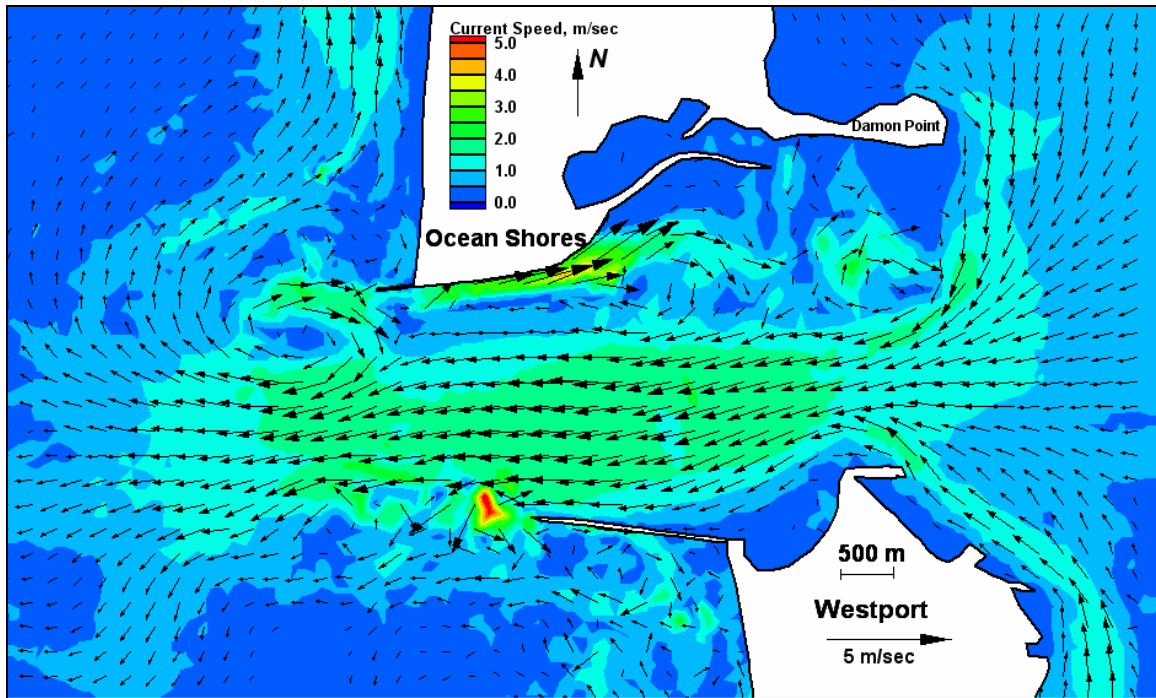 Current Speed, m/sec
5.0
N
4.0
3.0
2.0
1.0
0.0
Damon Point
Ocean Shores
500 m
Westport
5 m/sec